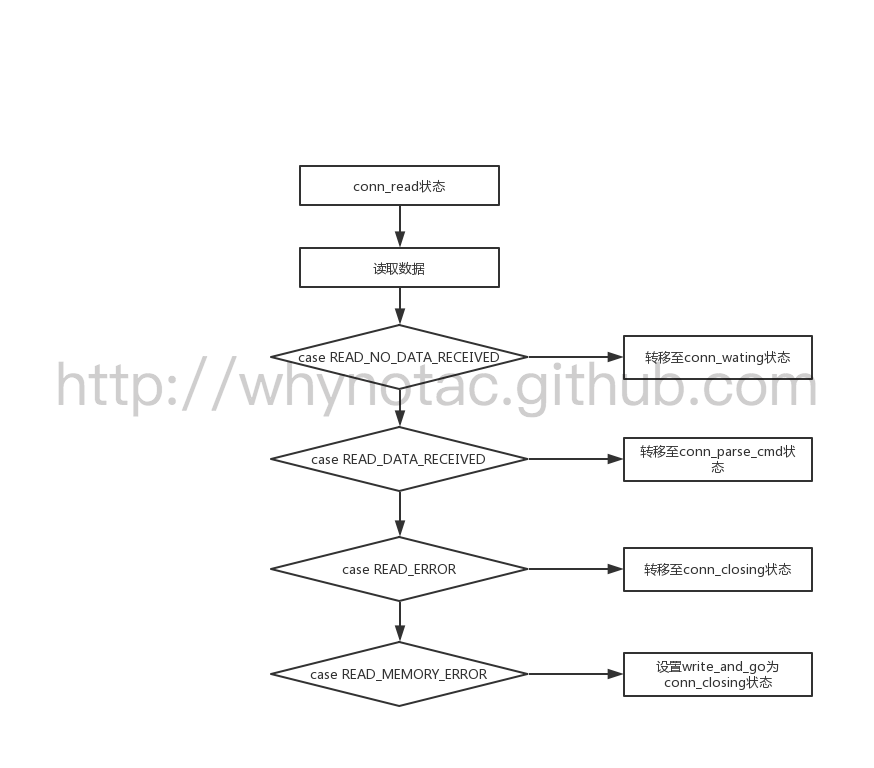 conn_read状态
读取数据
case READ_NO_DATA_RECEIVED
转移至conn_wating状态
http://whynotac.github.com
case READ_DATA_RECEIVED
转移至conn_parse_cmd状
态
case READ_ERROR
转移至conn_closing状态
case READ_MEMORY_ERROR
设置write_and_go为
conn_closing状态